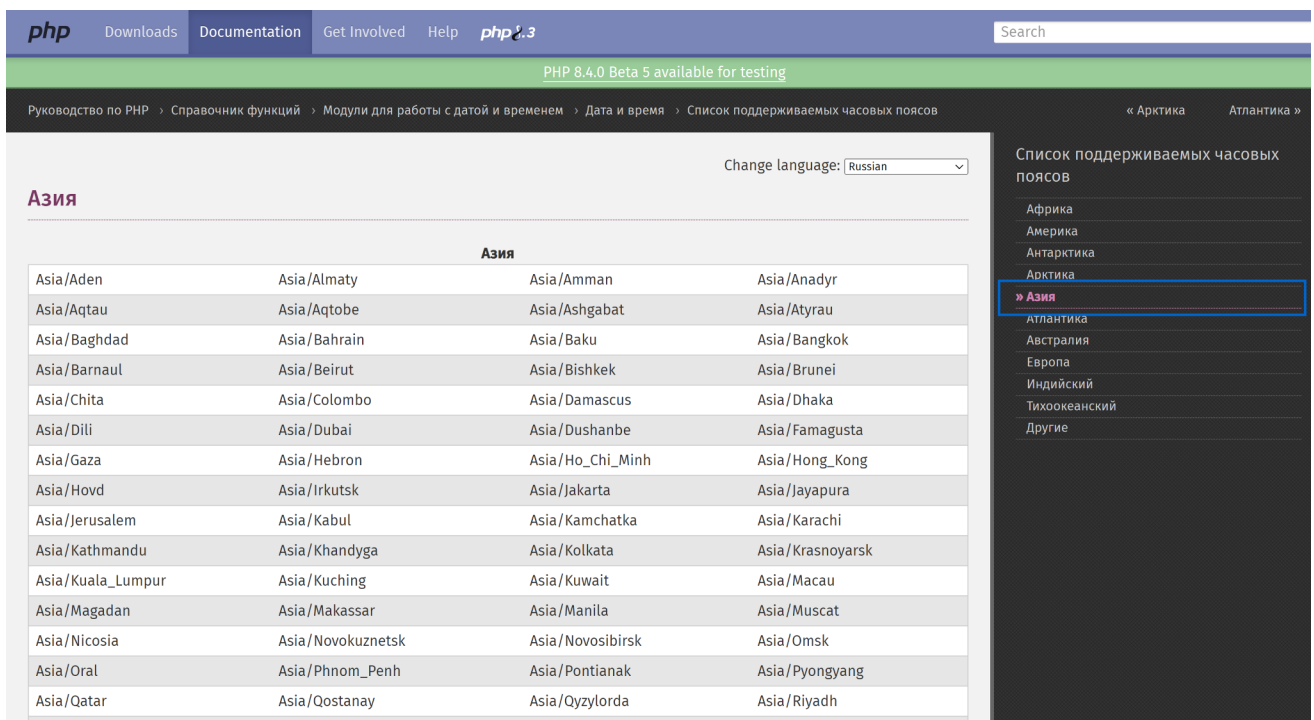 php Downloads Documentation Get Involved Help php8.3 Search
PHP 8.4.0 Beta 5 available for testing
Руководство по PHP › Справочник функций › Модули для работы с датой и временем › Дата и время › Список поддерживаемых часовых поясов « Арктика Атлантика »
Change language: Russian
Азия
Азия
Asia/Aden Asia/Almaty Asia/Amman Asia/Anadyr
Asia/Aqtau Asia/Aqtobe Asia/Ashgabat Asia/Atyrau
Asia/Baghdad Asia/Bahrain Asia/Baku Asia/Bangkok
Asia/Barnaul Asia/Beirut Asia/Bishkek Asia/Brunei
Asia/Chita Asia/Colombo Asia/Damascus Asia/Dhaka
Asia/Dili Asia/Dubai Asia/Dushanbe Asia/Famagusta
Asia/Gaza Asia/Hebron Asia/Ho_Chi_Minh Asia/Hong_Kong
Asia/Hovd Asia/Irkutsk Asia/Jakarta Asia/Jayapura
Asia/Jerusalem Asia/Kabul Asia/Kamchatka Asia/Karachi
Asia/Kathmandu Asia/Khandyga Asia/Kolkata Asia/Krasnoyarsk
Asia/Kuala_Lumpur Asia/Kuching Asia/Kuwait Asia/Macau
Asia/Magadan Asia/Makassar Asia/Manila Asia/Muscat
Asia/Nicosia Asia/Novokuznetsk Asia/Novosibirsk Asia/Omsk
Asia/Oral Asia/Phnom_Penh Asia/Pontianak Asia/Pyongyang
Asia/Qatar Asia/Qostanay Asia/Qyzylorda Asia/Riyadh
Список поддерживаемых часовых
поясов
Африка
Америка
Антарктика
Арктика
» Азия
Атлантика
Австралия
Европа
Индийский
Тихоокеанский
Другие